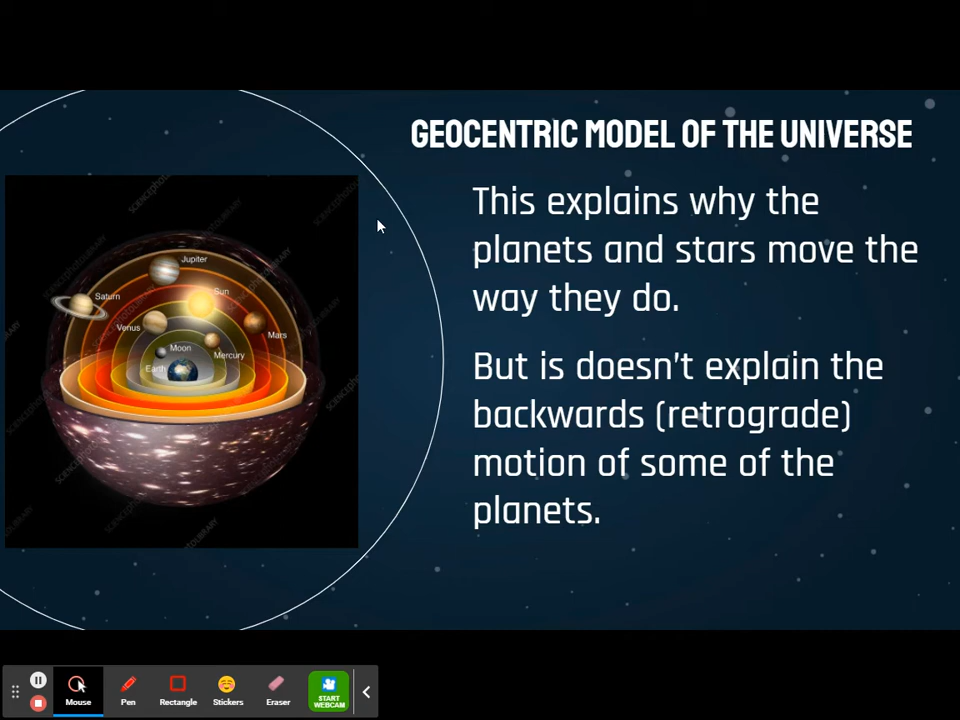 GEOCENTRIC MODEL OF THE UNIVERSE
This explains why the
planets and stars move the
way they do.
But is doesn't explain the
backwards (retrograde)
motion of some of the
planets.
Jupiter
Saturn
Sun
Venus
Mars
Moon
Mercury
Earth
Mouse
Pen
Rectangle
Stickers
Eraser
START
WEBCAM